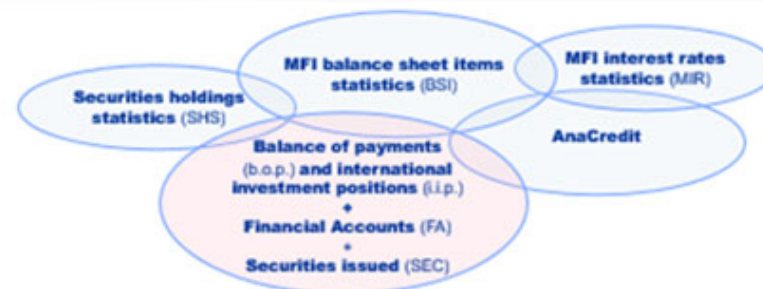 MFI balance sheet items
statistics (BSI)
MFI interest rates
statistics (MIR)
Securities holdings
statistics (SHS)
AnaCredit
Balance of payments
(b.o.p.) and international
investment positions (i.i.p.)
+
Financial Accounts (FA)
+
Securities issued (SEC)